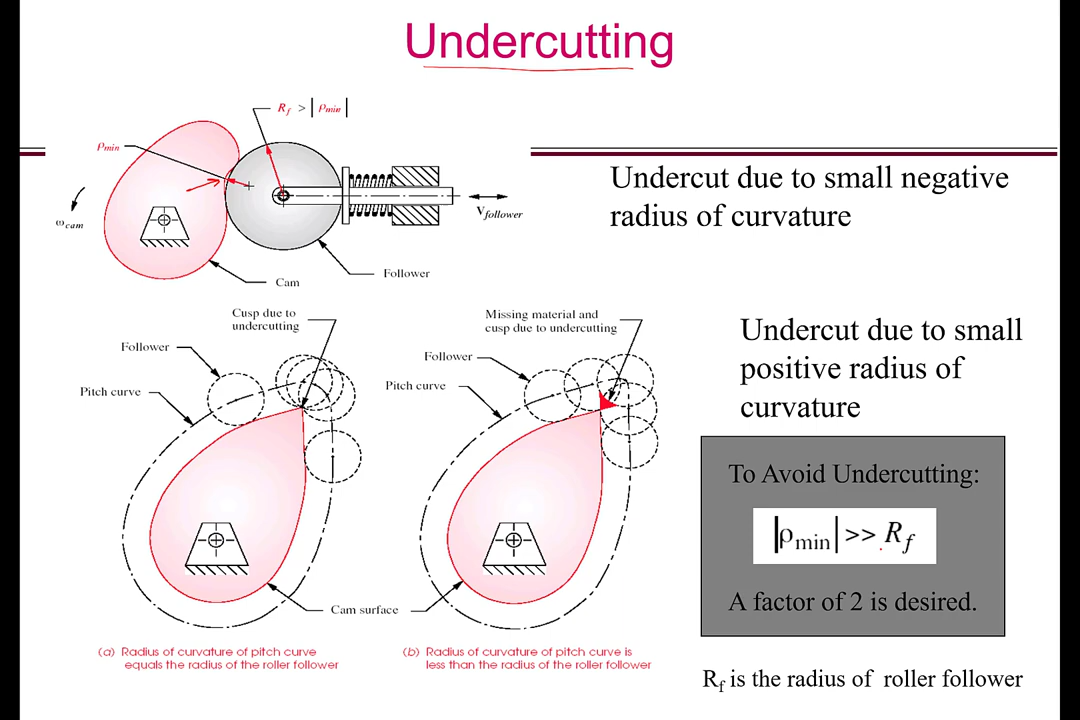 Undercutting
R_f > |ρ_min|
ρ_min
ω_cam
V_follower
Follower
Cam
Undercut due to small negative
radius of curvature
Cusp due to
undercutting
Follower
Pitch curve
Missing material and
cusp due to undercutting
Follower
Pitch curve
Cam surface
(a) Radius of curvature of pitch curve
equals the radius of the roller follower
(b) Radius of curvature of pitch curve is
less than the radius of the roller follower
Undercut due to small
positive radius of
curvature
To Avoid Undercutting:
|ρ_min| >> R_f
A factor of 2 is desired.
R_f is the radius of roller follower